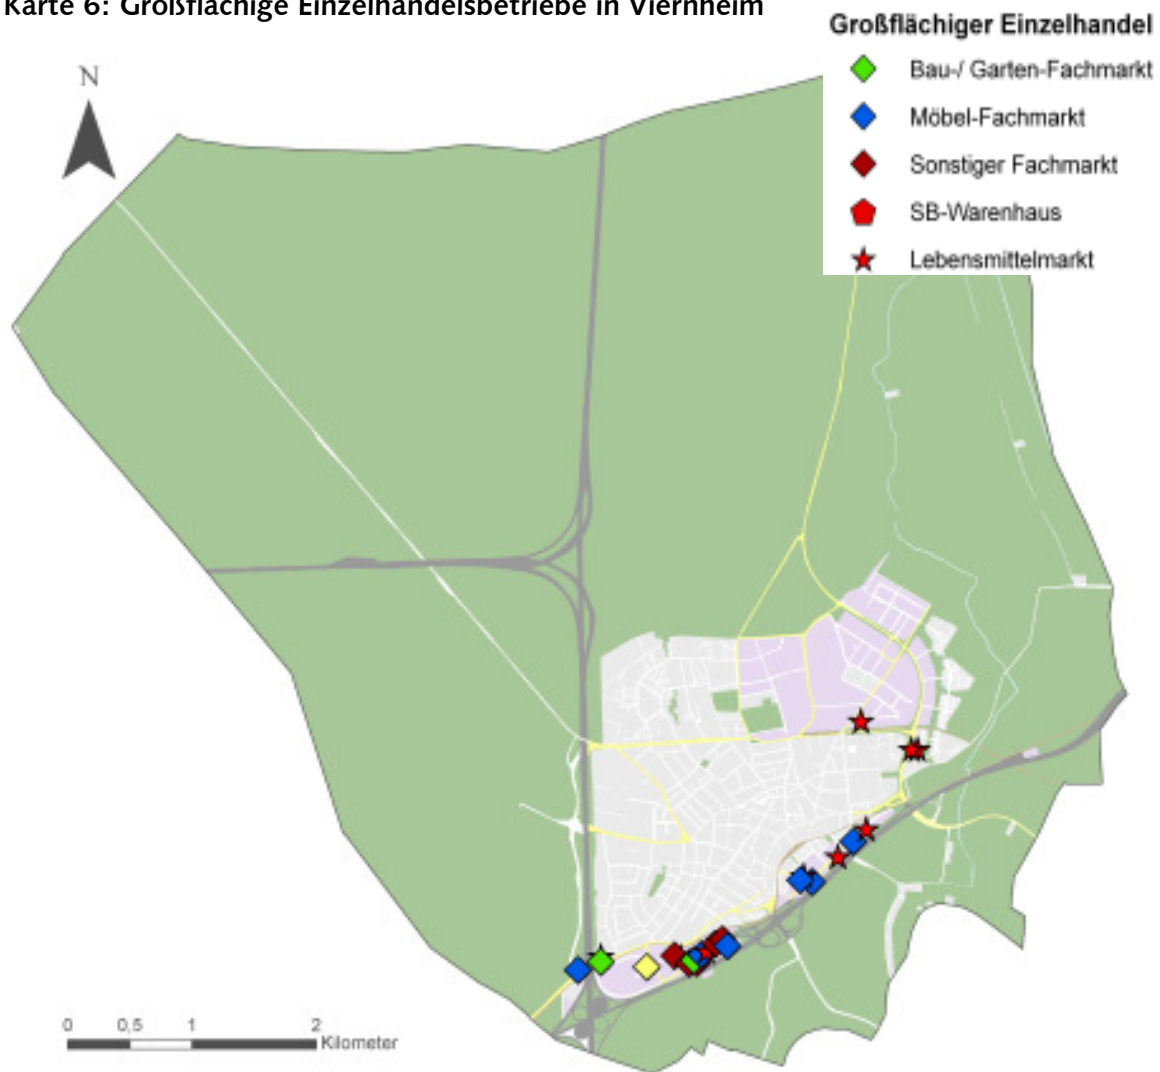 Karte 6: Großflächige Einzelhandelsbetriebe in Viernheim
Großflächiger Einzelhandel
Bau-/ Garten-Fachmarkt
Möbel-Fachmarkt
Sonstiger Fachmarkt
SB-Warenhaus
Lebensmittelmarkt
N
0 0,5 1 2
Kilometer